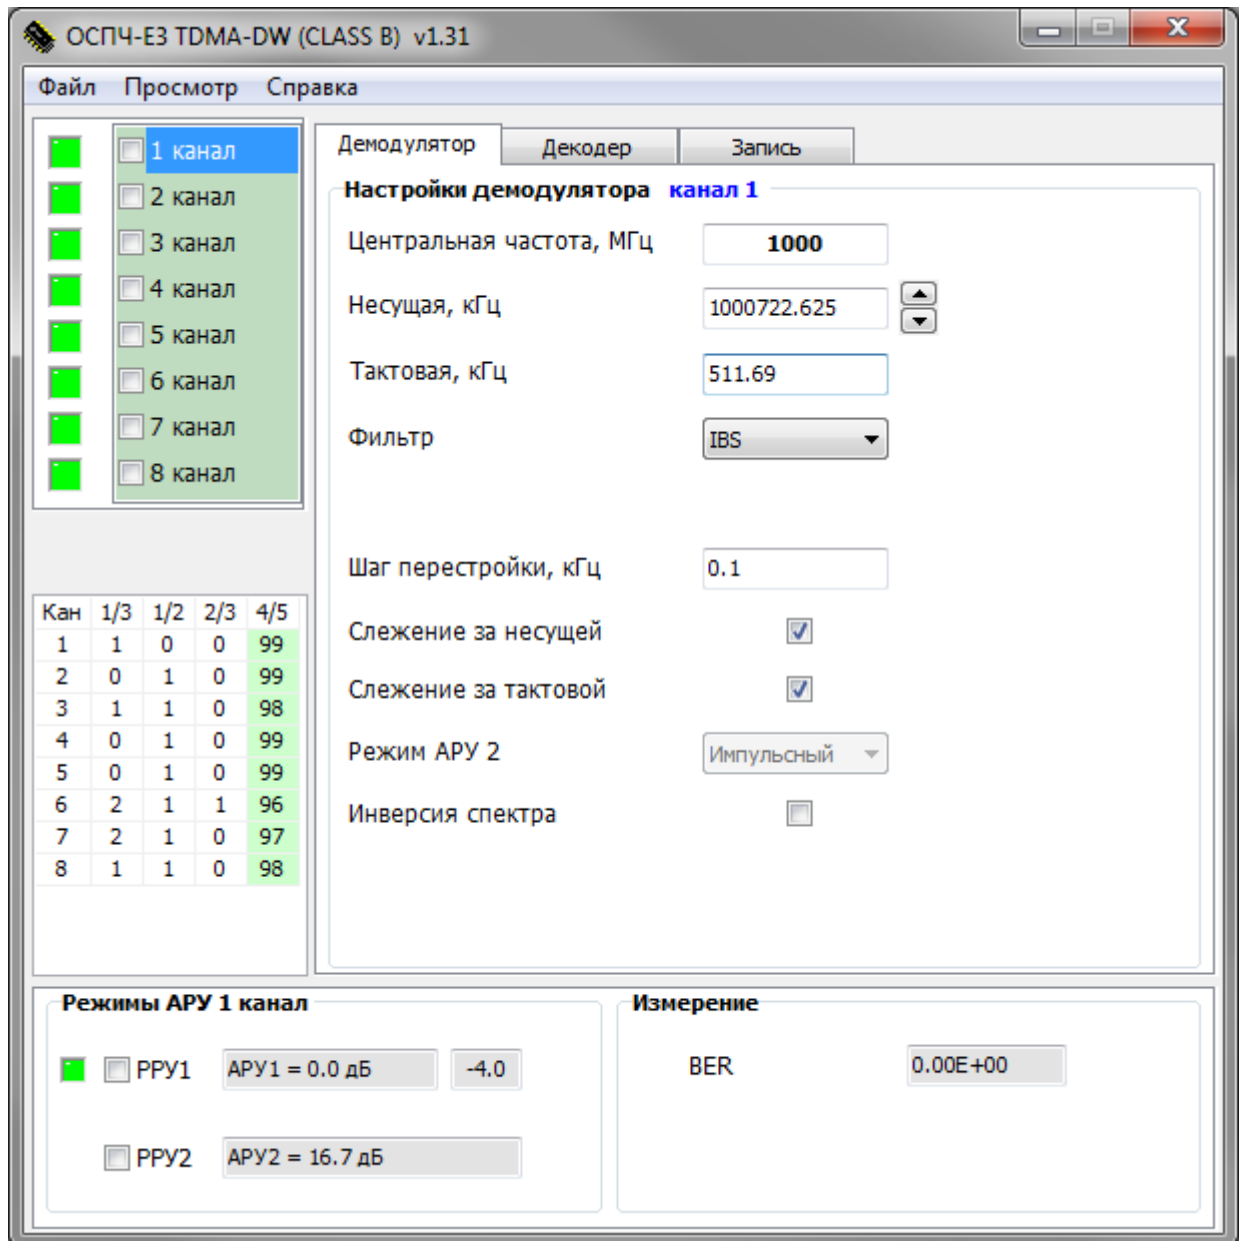 ОСПЧ-Е3 TDMA-DW (CLASS B) v1.31
Файл Просмотр Справка
1 канал
2 канал
3 канал
4 канал
5 канал
6 канал
7 канал
8 канал
Демодулятор Декодер Запись
Настройки демодулятора канал 1
Центральная частота, МГц 1000
Несущая, кГц 1000722.625
Тактовая, кГц 511.69
Фильтр IBS
Шаг перестройки, кГц 0.1
Слежение за несущей
Слежение за тактовой
Режим АРУ 2 Импульсный
Инверсия спектра
Кан 1/3 1/2 2/3 4/5
1 1 0 0 99
2 0 1 0 99
3 1 1 0 98
4 0 1 0 99
5 0 1 0 99
6 2 1 1 96
7 2 1 0 97
8 1 1 0 98
Режимы АРУ 1 канал
РРУ1 АРУ1 = 0.0 дБ -4.0
РРУ2 АРУ2 = 16.7 дБ
Измерение
BER 0.00E+00